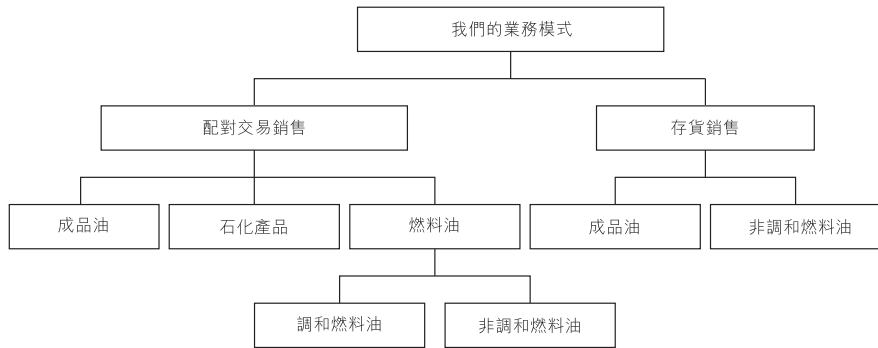 我們的業務模式
配對交易銷售
存貨銷售
成品油
石化產品
燃料油
成品油
非調和燃料油
調和燃料油
非調和燃料油